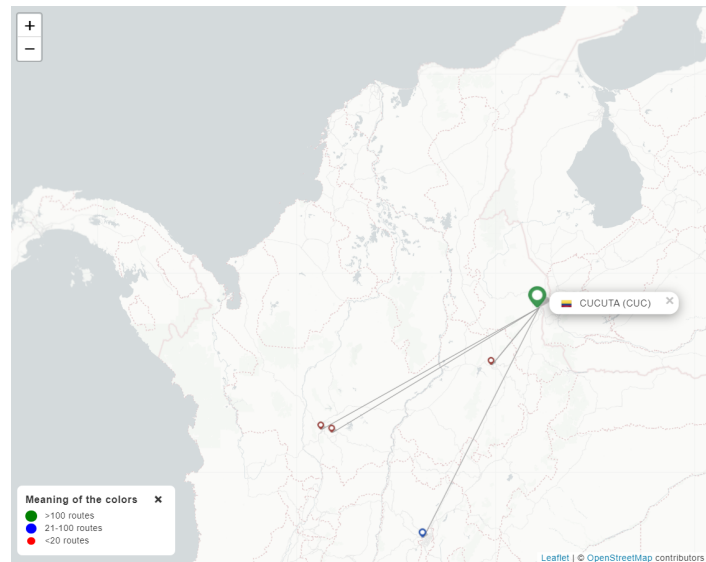 +
−
CUCUTA (CUC) ×
Meaning of the colors ×
>100 routes
21-100 routes
<20 routes
Leaflet | © OpenStreetMap contributors